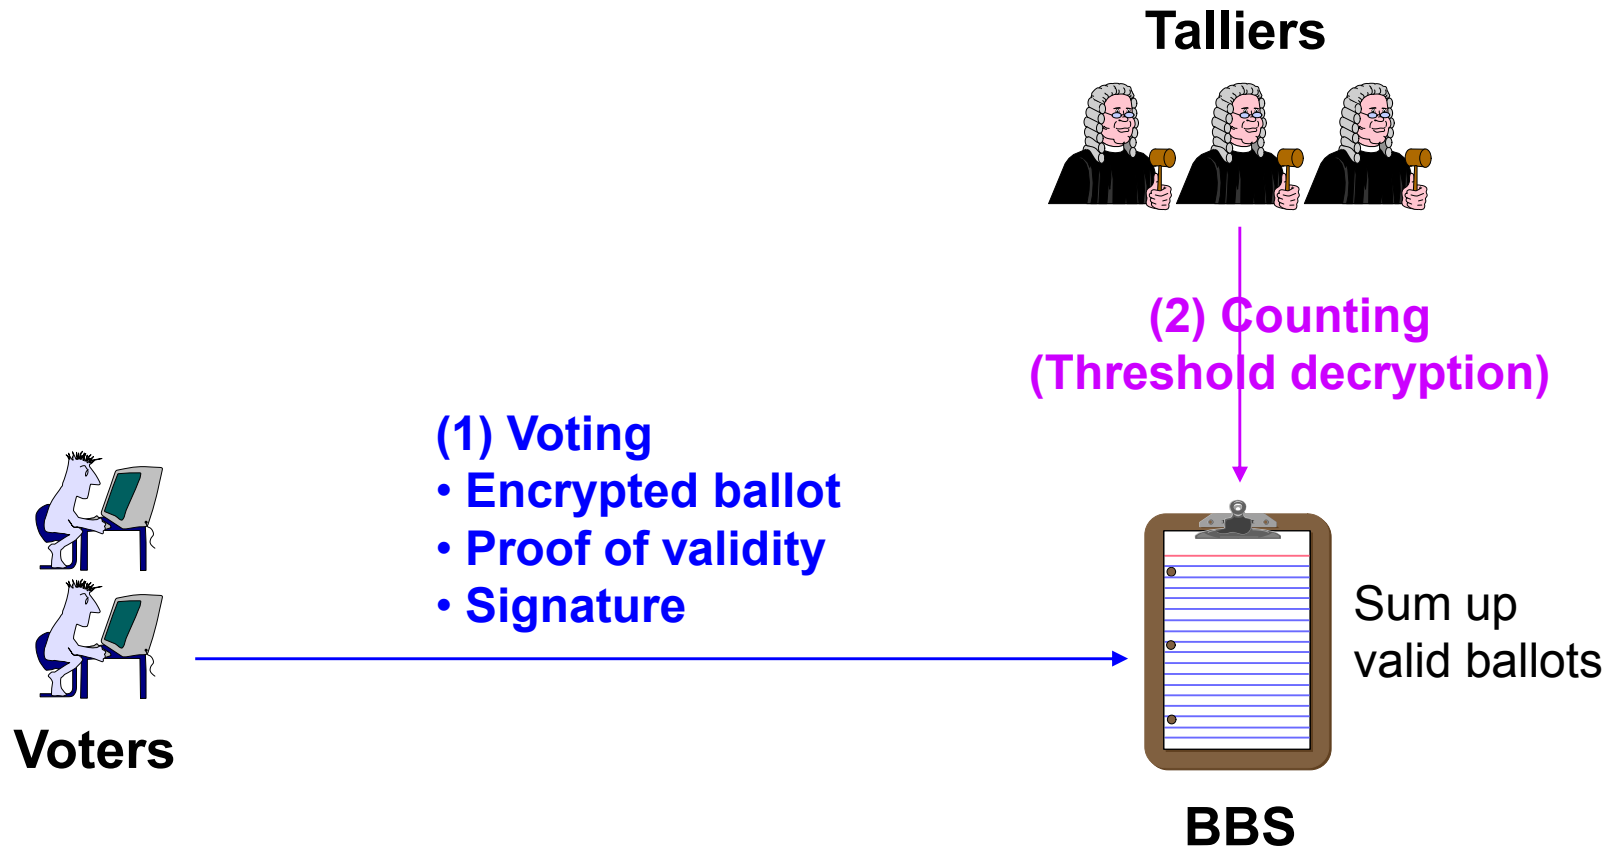 Talliers
(2) Counting
(Threshold decryption)
(1) Voting
• Encrypted ballot
• Proof of validity
• Signature
Sum up
valid ballots
Voters
BBS